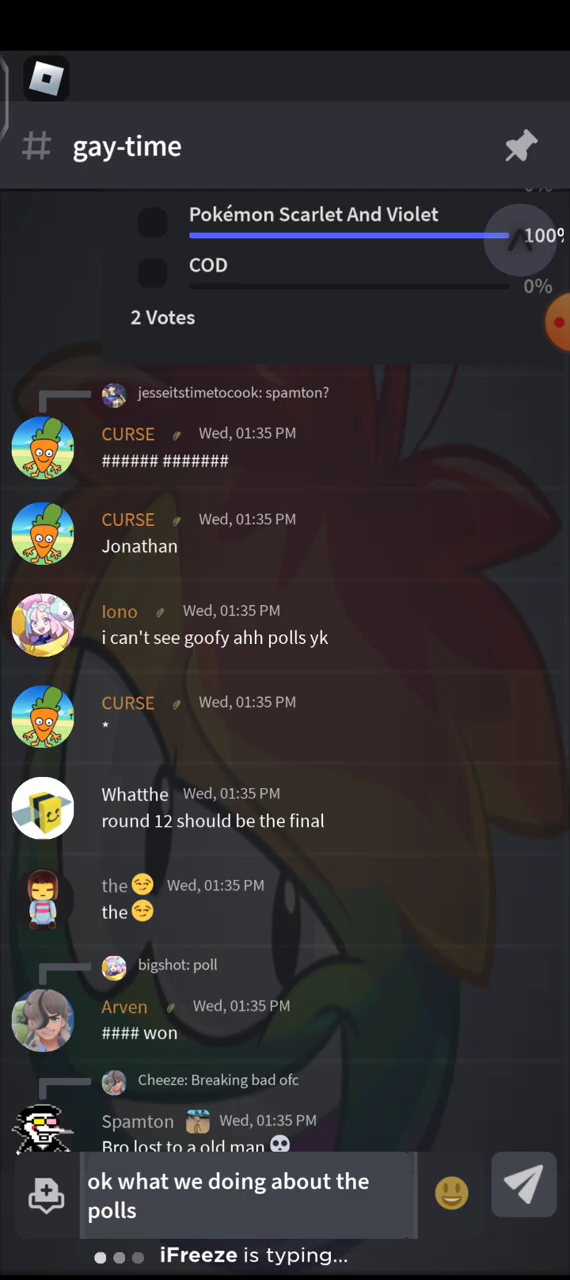 # gay-time
0%
Pokémon Scarlet And Violet
100%
COD
0%
2 Votes
jesseitstimetocook: spamton?
CURSE Wed, 01:35 PM
###### #######
CURSE Wed, 01:35 PM
Jonathan
Iono Wed, 01:35 PM
i can't see goofy ahh polls yk
CURSE Wed, 01:35 PM
*
Whatthe Wed, 01:35 PM
round 12 should be the final
the 😏 Wed, 01:35 PM
the 😏
bigshot: poll
Arven Wed, 01:35 PM
#### won
Cheeze: Breaking bad ofc
Spamton Wed, 01:35 PM
Bro lost to a old man 💀
ok what we doing about the
polls
iFreeze is typing...